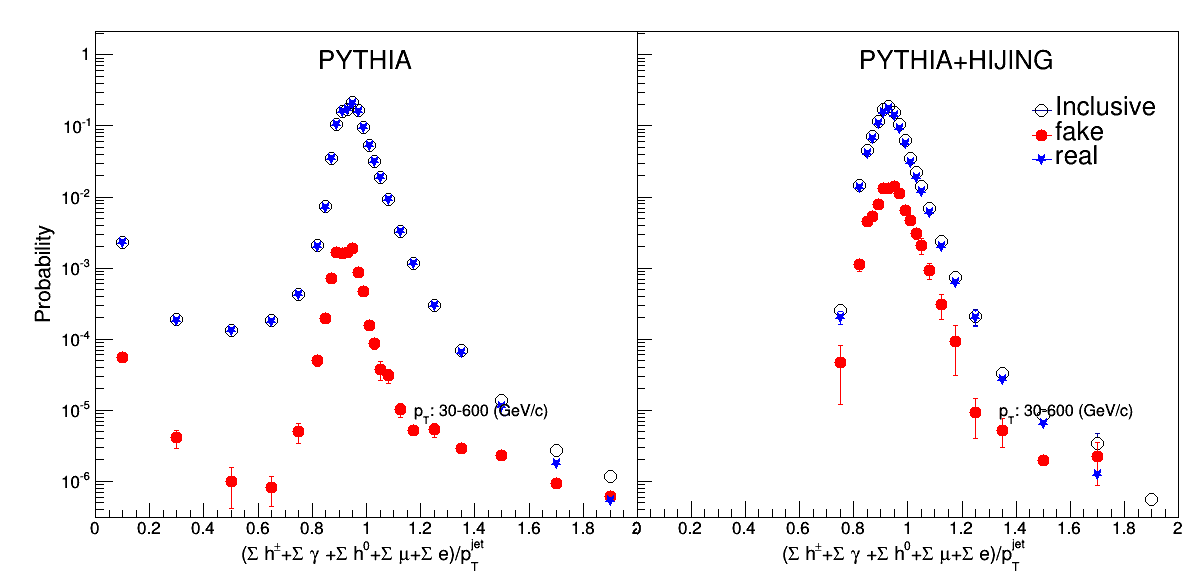 PYTHIA
PYTHIA+HIJING
Inclusive
fake
real
Probability
1
10⁻¹
10⁻²
10⁻³
10⁻⁴
10⁻⁵
10⁻⁶
p_T: 30-600 (GeV/c)
p_T: 30-600 (GeV/c)
0 0.2 0.4 0.6 0.8 1 1.2 1.4 1.6 1.8 2
0 0.2 0.4 0.6 0.8 1 1.2 1.4 1.6 1.8 2
(Σ h±+Σ γ +Σ h⁰+Σ μ+Σ e)/p_T^jet
(Σ h±+Σ γ +Σ h⁰+Σ μ+Σ e)/p_T^jet